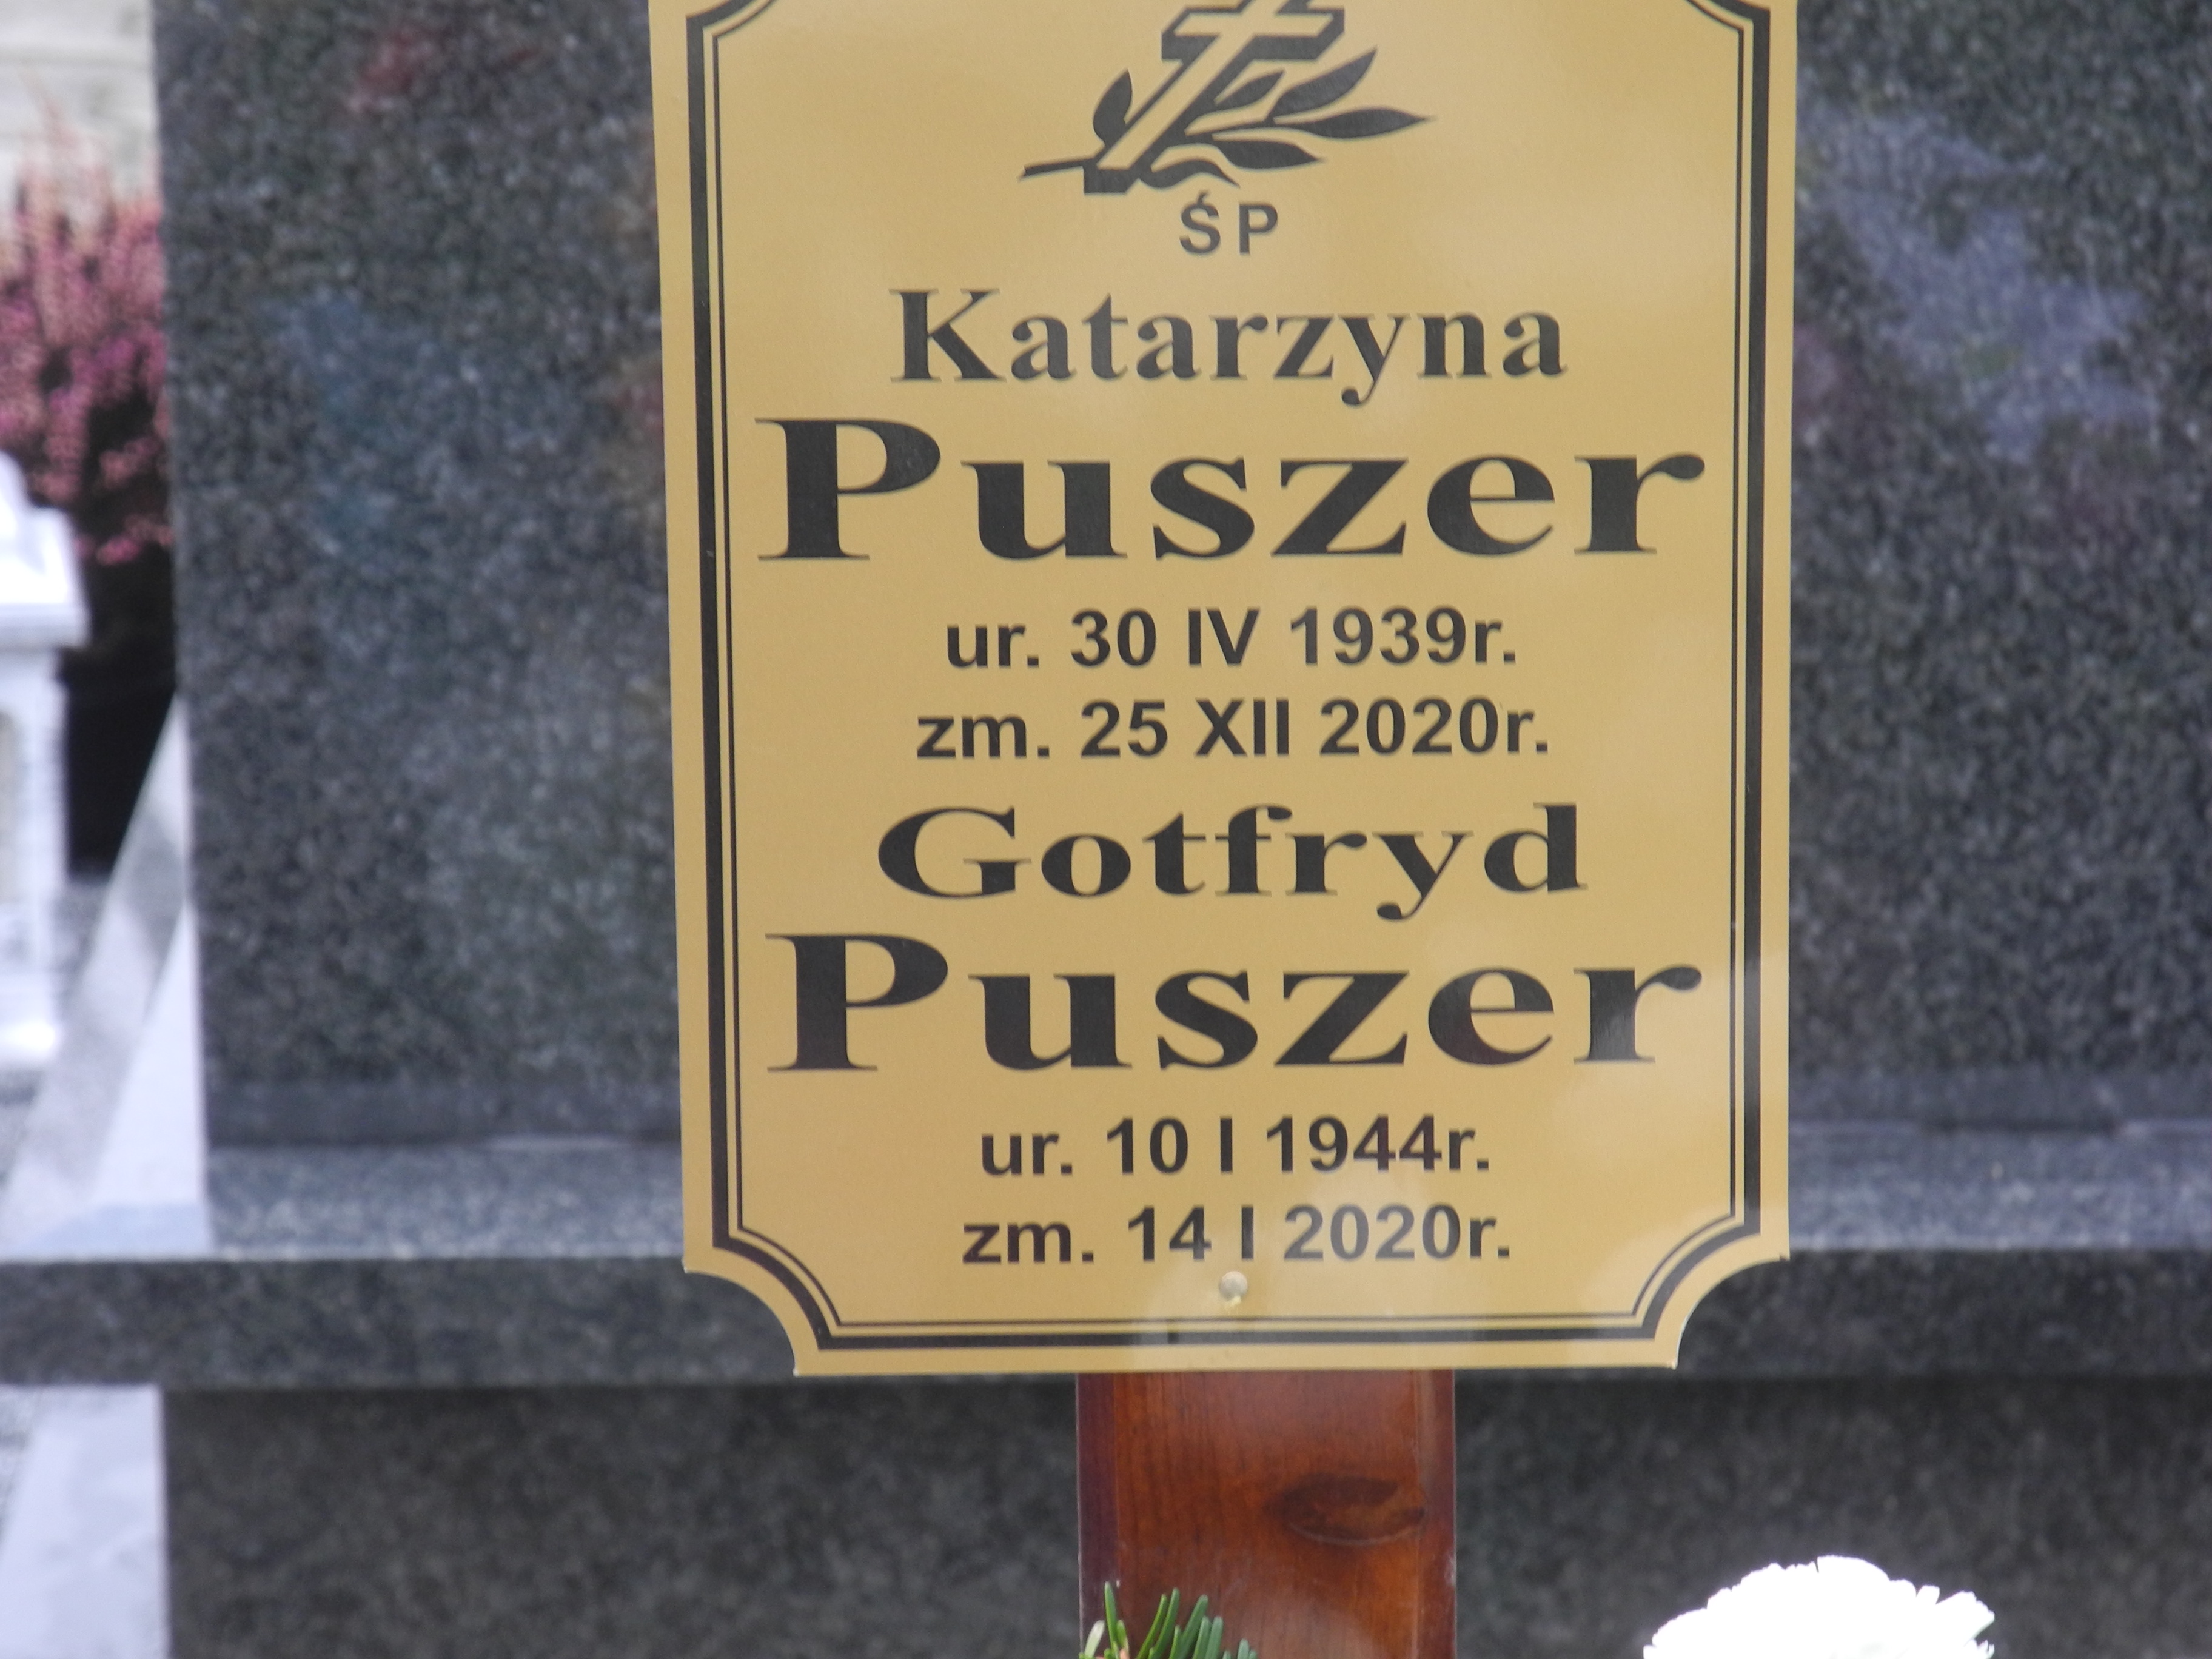 ŚP
Katarzyna
Puszer
ur. 30 IV 1939r.
zm. 25 XII 2020r.
Gotfryd
Puszer
ur. 10 I 1944r.
zm. 14 I 2020r.